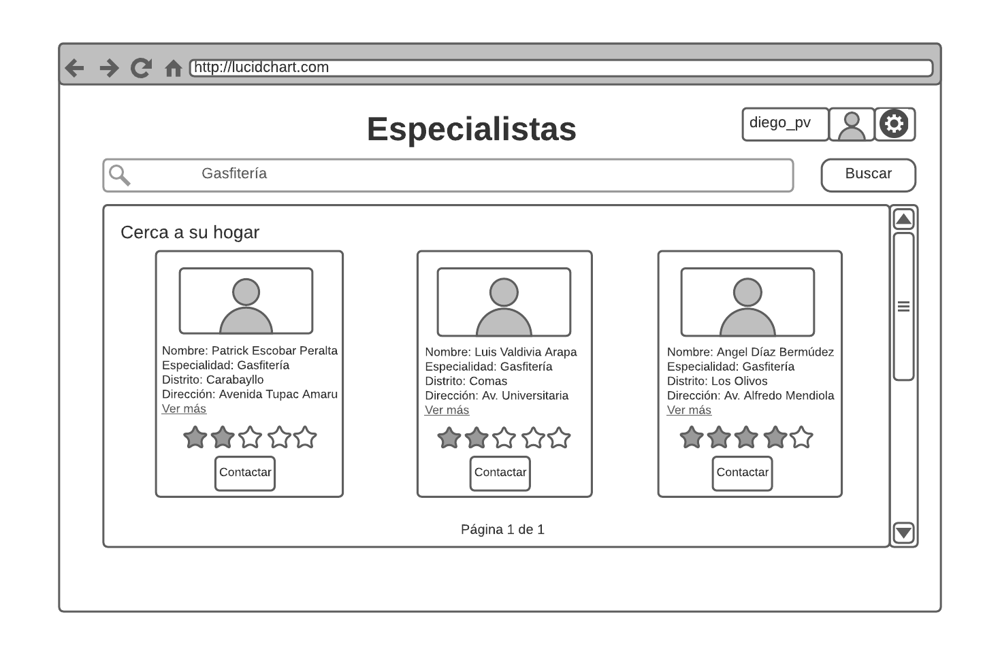 http://lucidchart.com
Especialistas
diego_pv
Gasfitería
Buscar
Cerca a su hogar
Nombre: Patrick Escobar Peralta
Especialidad: Gasfitería
Distrito: Carabayllo
Dirección: Avenida Tupac Amaru
Ver más
Contactar
Nombre: Luis Valdivia Arapa
Especialidad: Gasfitería
Distrito: Comas
Dirección: Av. Universitaria
Ver más
Contactar
Nombre: Angel Díaz Bermúdez
Especialidad: Gasfitería
Distrito: Los Olivos
Dirección: Av. Alfredo Mendiola
Ver más
Contactar
Página 1 de 1